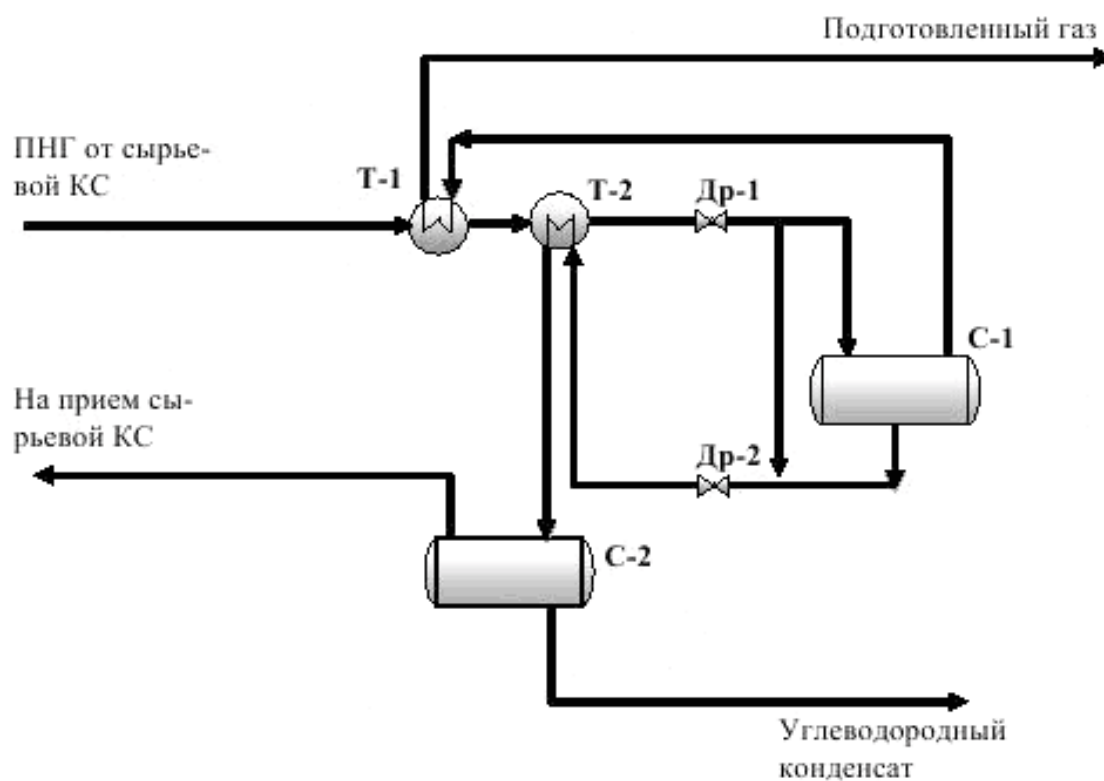 Подготовленный газ
ПНГ от сырье-
вой КС
Т-1
Т-2
Др-1
С-1
На прием сы-
рьевой КС
Др-2
С-2
Углеводородный
конденсат